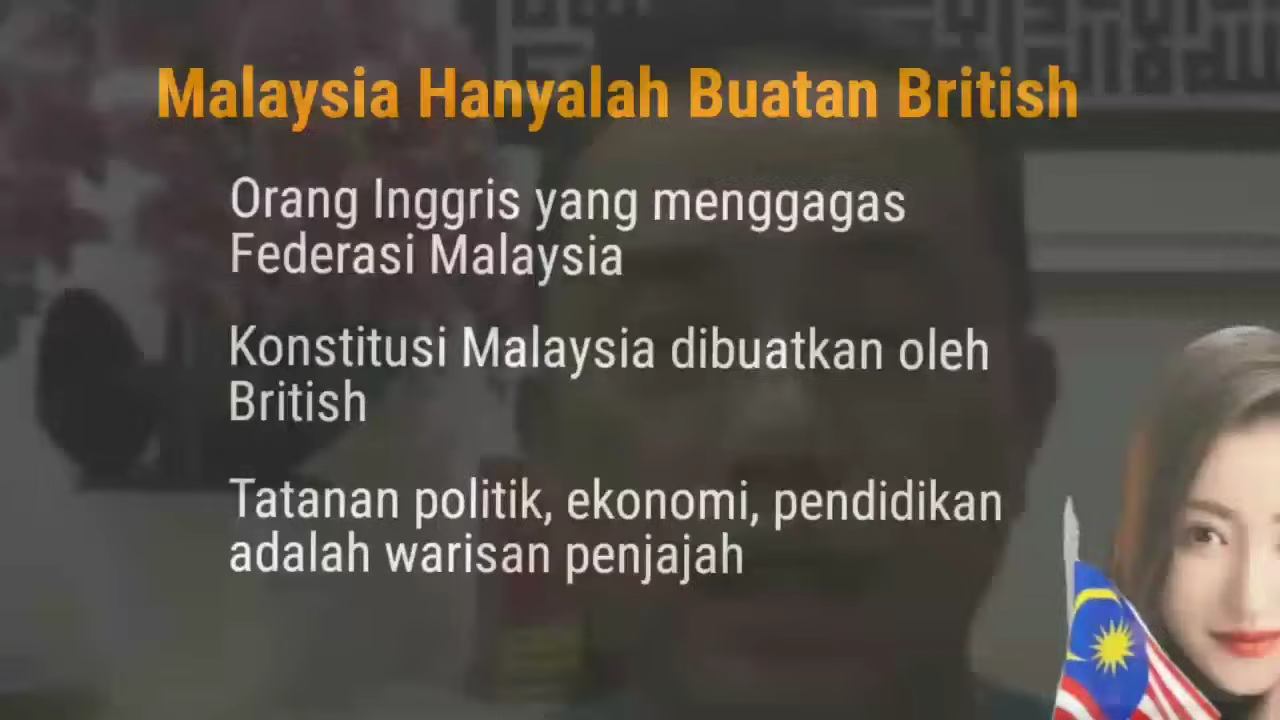 Malaysia Hanyalah Buatan British
Orang Inggris yang menggagas
Federasi Malaysia
Konstitusi Malaysia dibuatkan oleh
British
Tatanan politik, ekonomi, pendidikan
adalah warisan penjajah